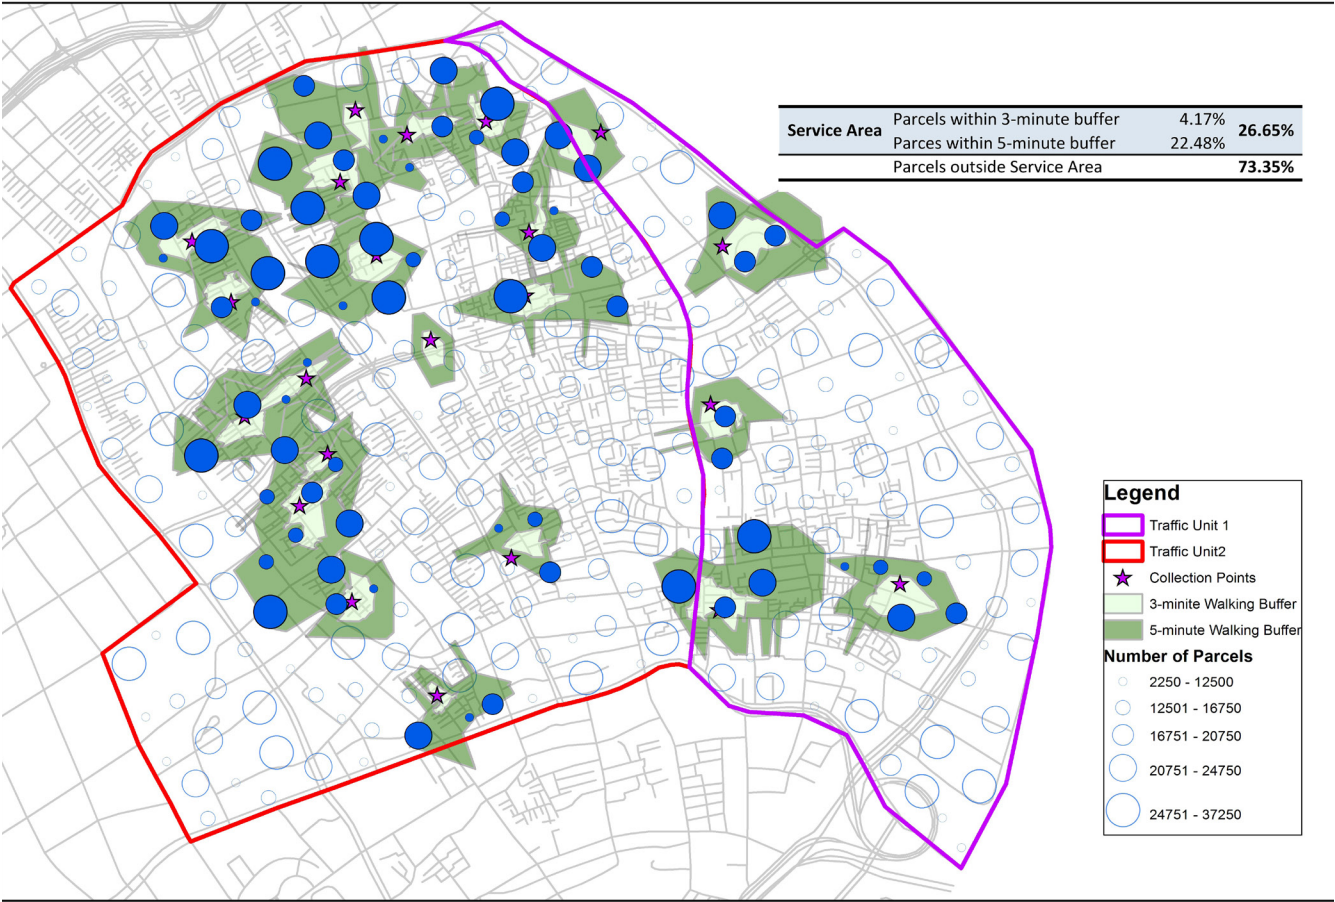 Service Area
Parcels within 3-minute buffer 4.17%
26.65%
Parces within 5-minute buffer 22.48%
Parcels outside Service Area 73.35%
Legend
Traffic Unit 1
Traffic Unit2
Collection Points
3-minite Walking Buffer
5-minute Walking Buffer
Number of Parcels
2250 - 12500
12501 - 16750
16751 - 20750
20751 - 24750
24751 - 37250